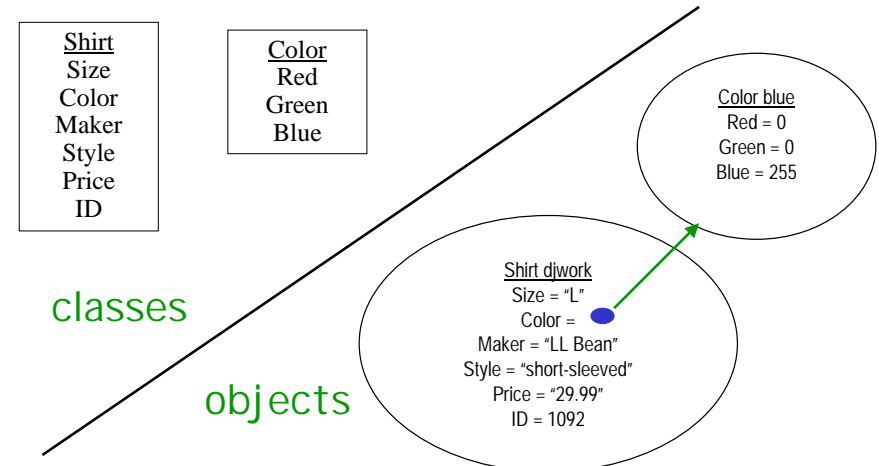 Shirt
Size
Color
Maker
Style
Price
ID
Color
Red
Green
Blue
classes
objects
Color blue
Red = 0
Green = 0
Blue = 255
Shirt djwork
Size = “L”
Color =
Maker = “LL Bean”
Style = “short-sleeved”
Price = “29.99”
ID = 1092